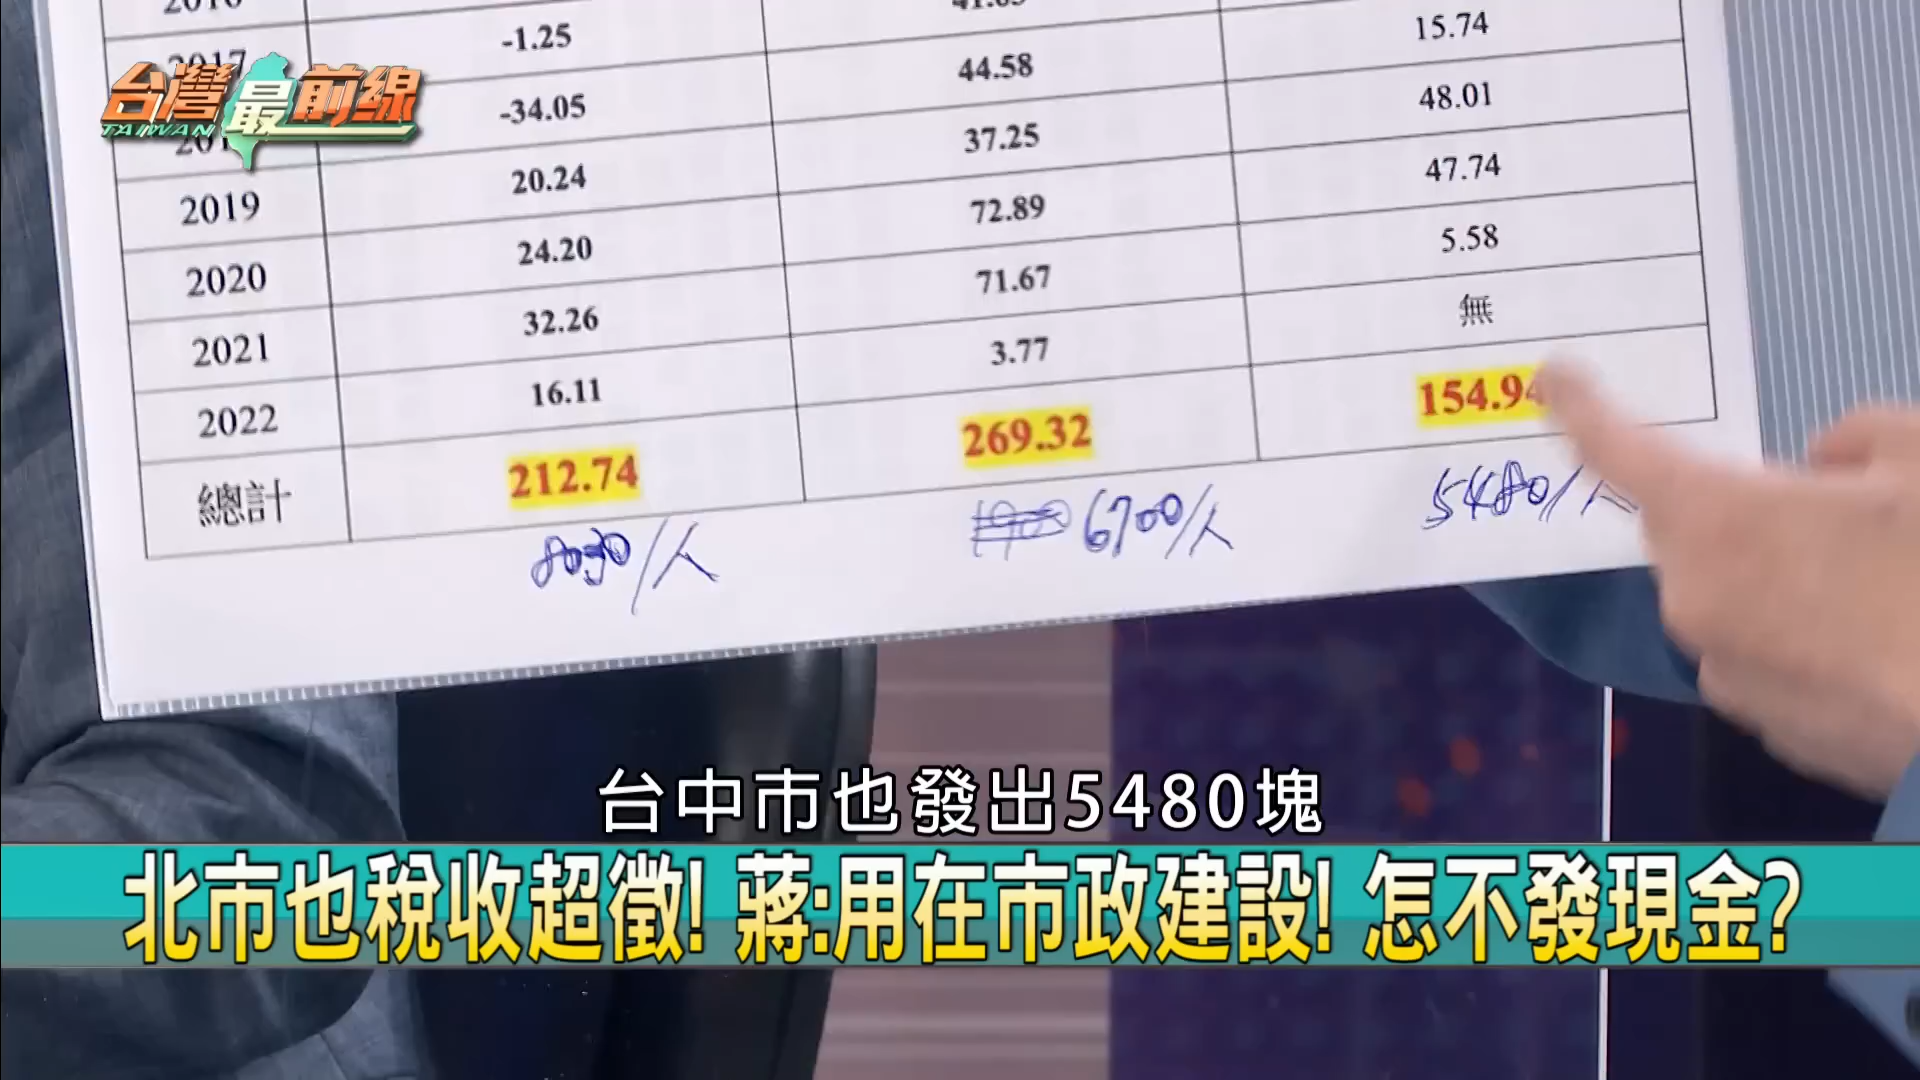 -1.25 15.74
-34.05 44.58 48.01
2019 20.24 37.25 47.74
2020 24.20 72.89 5.58
2021 32.26 71.67 無
2022 16.11 3.77
總計 212.74 269.32 154.94
8030/人 6700/人 5480/人
台灣最前線
TAIWAN
台中市也發出5480塊
北市也稅收超徵! 蔣:用在市政建設! 怎不發現金?